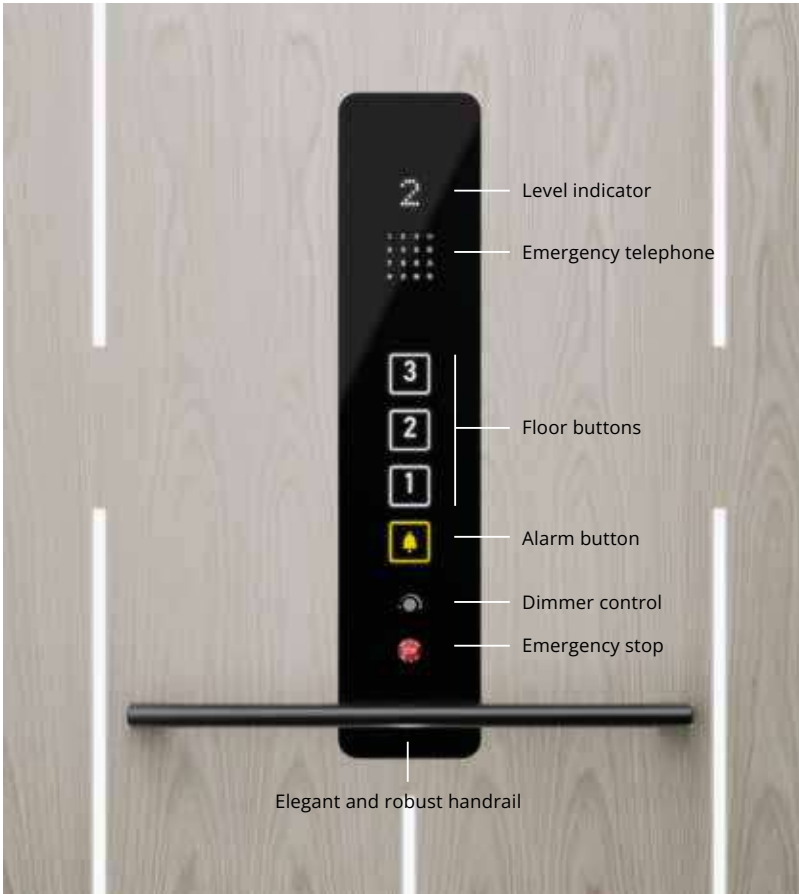 2
Level indicator
Emergency telephone
3
2
Floor buttons
1
Alarm button
Dimmer control
Emergency stop
Elegant and robust handrail